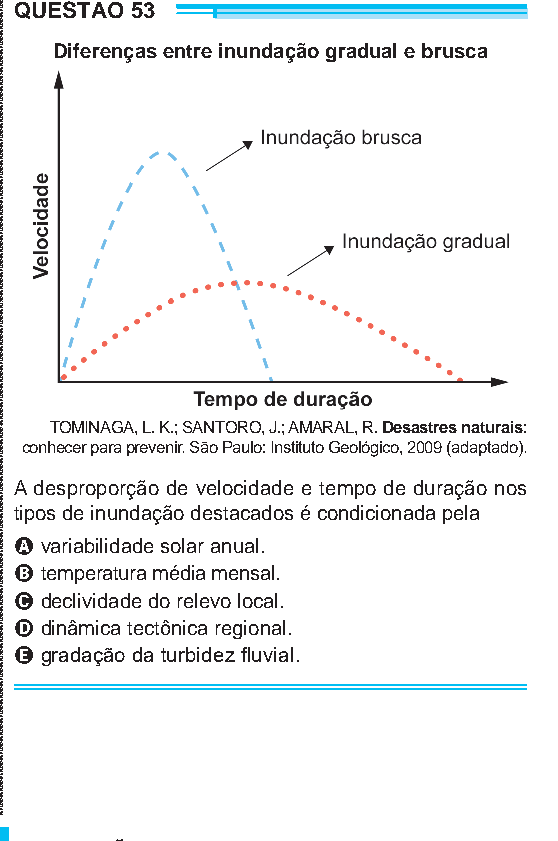 QUESTÃO 53
Diferenças entre inundação gradual e brusca
Inundação brusca
Velocidade
Inundação gradual
Tempo de duração
TOMINAGA, L. K.; SANTORO, J.; AMARAL, R. Desastres naturais:
conhecer para prevenir. São Paulo: Instituto Geológico, 2009 (adaptado).
A desproporção de velocidade e tempo de duração nos
tipos de inundação destacados é condicionada pela
A variabilidade solar anual.
B temperatura média mensal.
C declividade do relevo local.
D dinâmica tectônica regional.
E gradação da turbidez fluvial.